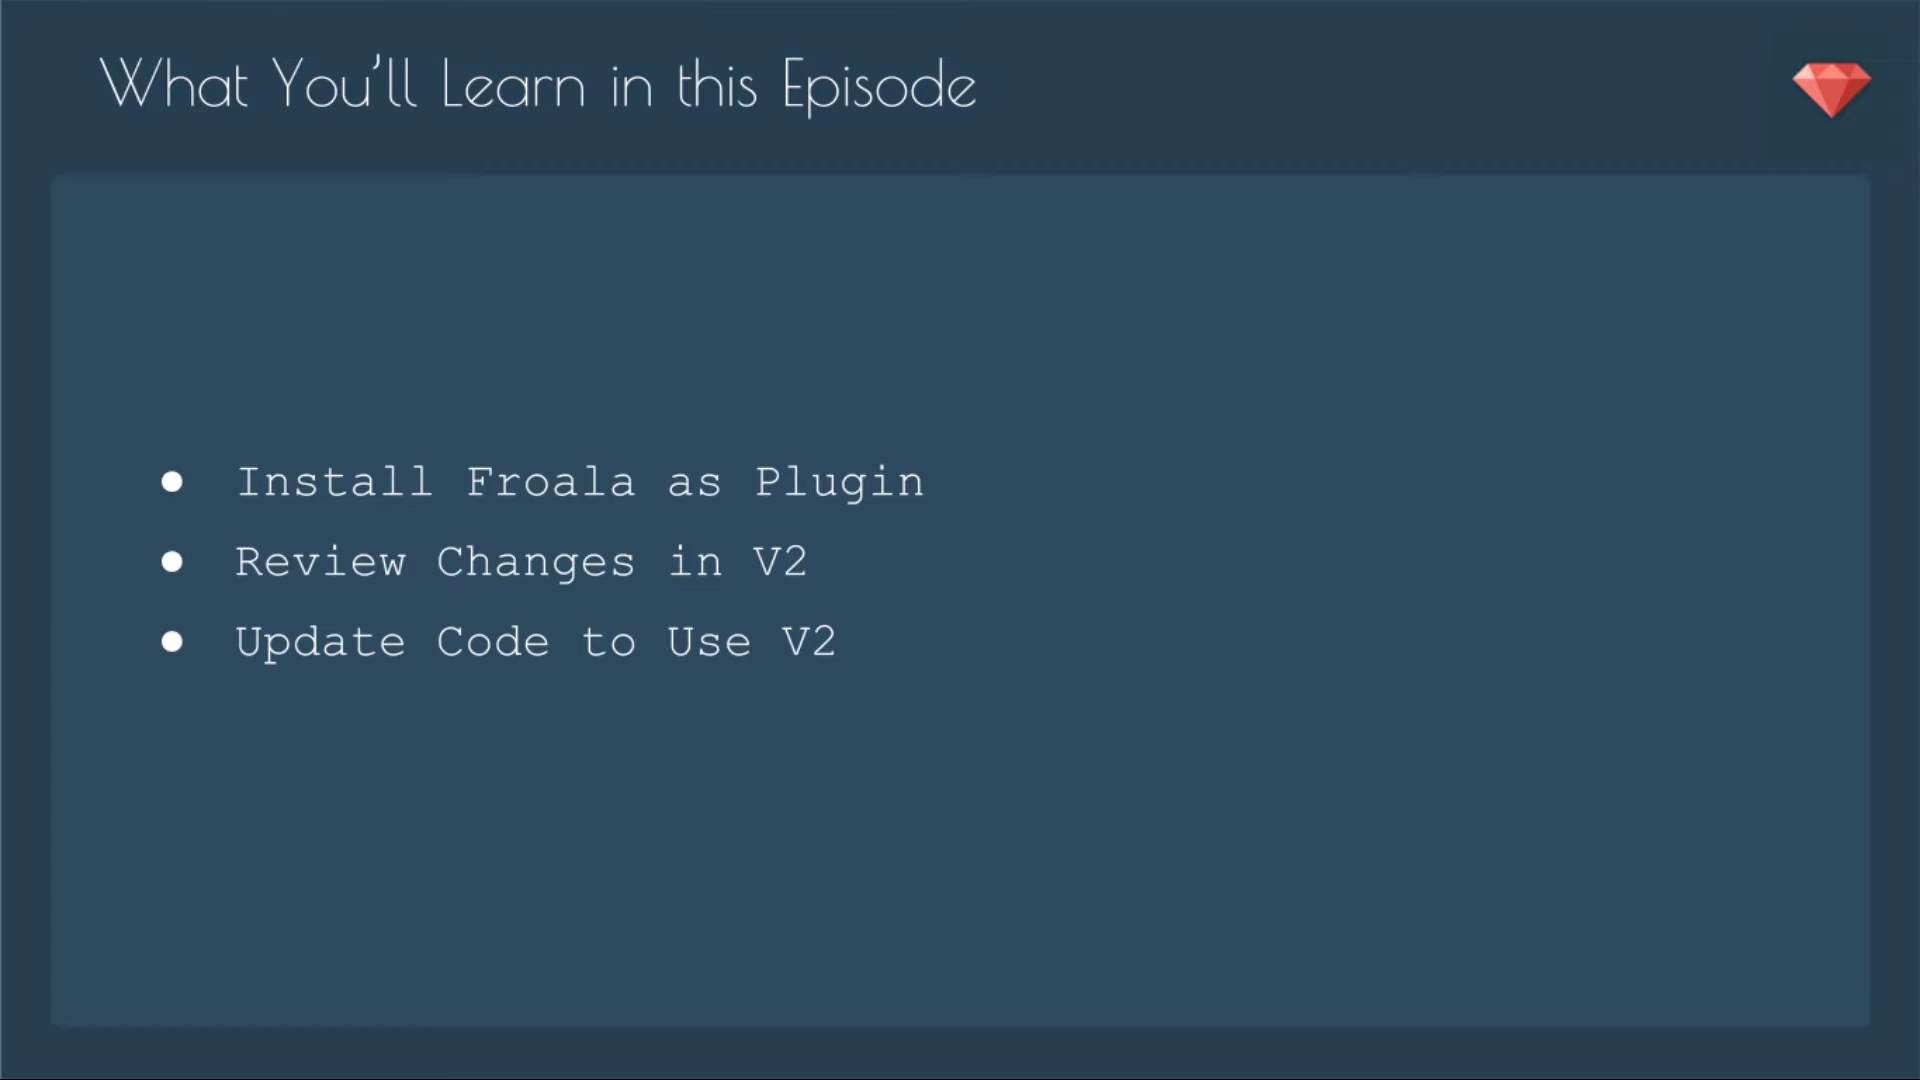 What You'll Learn in this Episode
● Install Froala as Plugin
● Review Changes in V2
● Update Code to Use V2